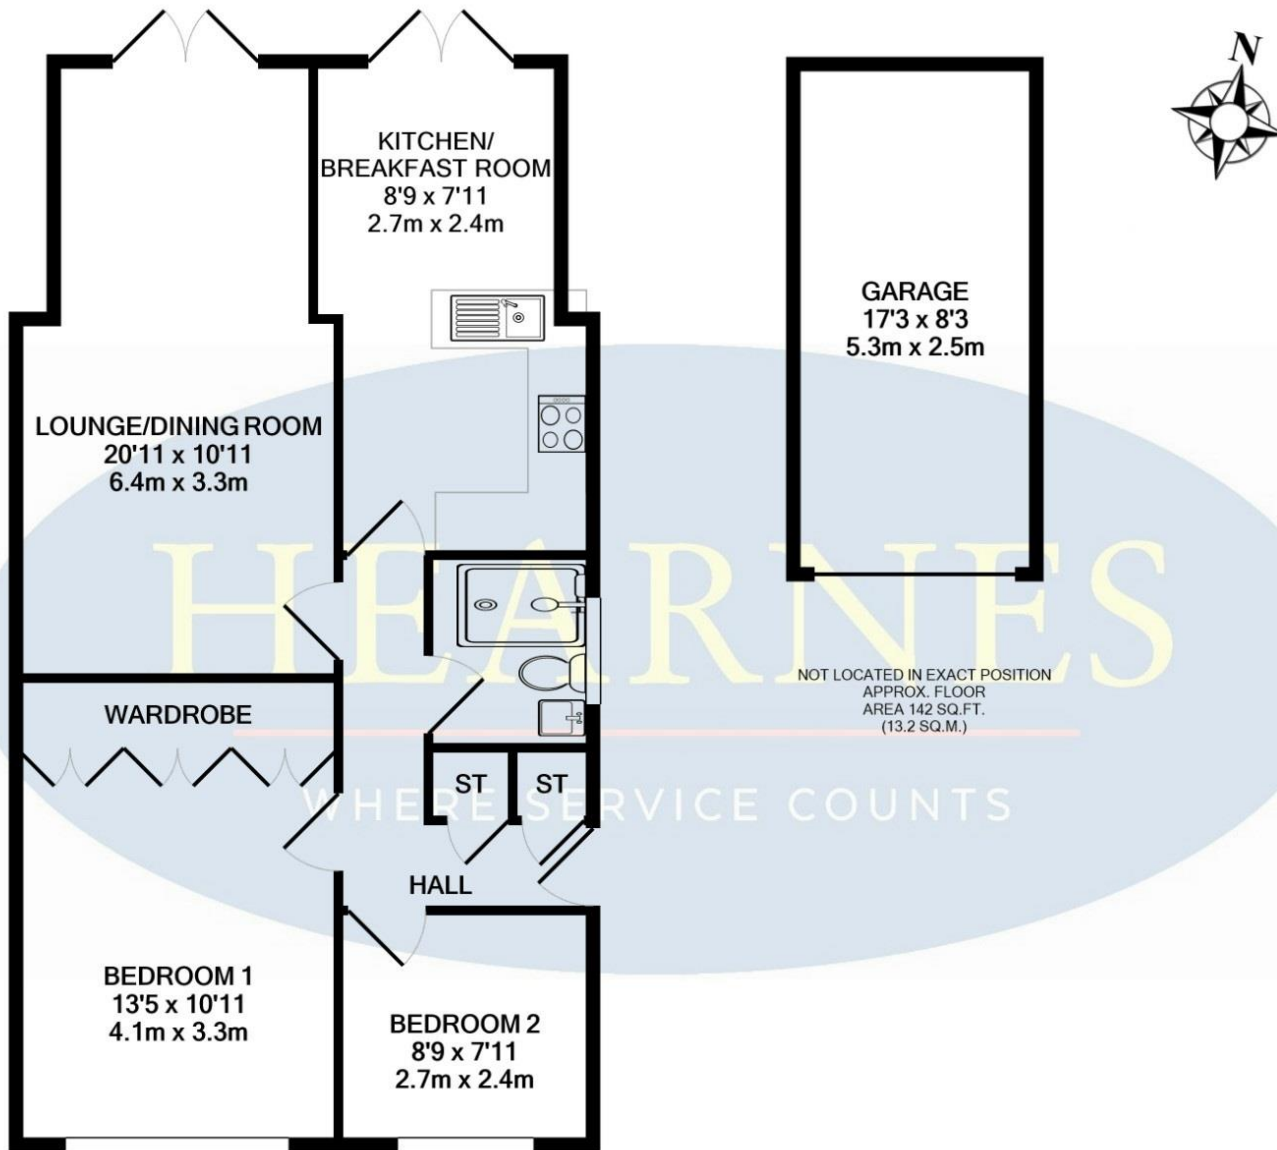 N
KITCHEN/
BREAKFAST ROOM
8'9 x 7'11
2.7m x 2.4m
GARAGE
17'3 x 8'3
5.3m x 2.5m
LOUNGE/DINING ROOM
20'11 x 10'11
6.4m x 3.3m
HEARNES
NOT LOCATED IN EXACT POSITION
APPROX. FLOOR
AREA 142 SQ.FT.
(13.2 SQ.M.)
WARDROBE
ST
ST
WHERE SERVICE COUNTS
HALL
BEDROOM 1
13'5 x 10'11
4.1m x 3.3m
BEDROOM 2
8'9 x 7'11
2.7m x 2.4m